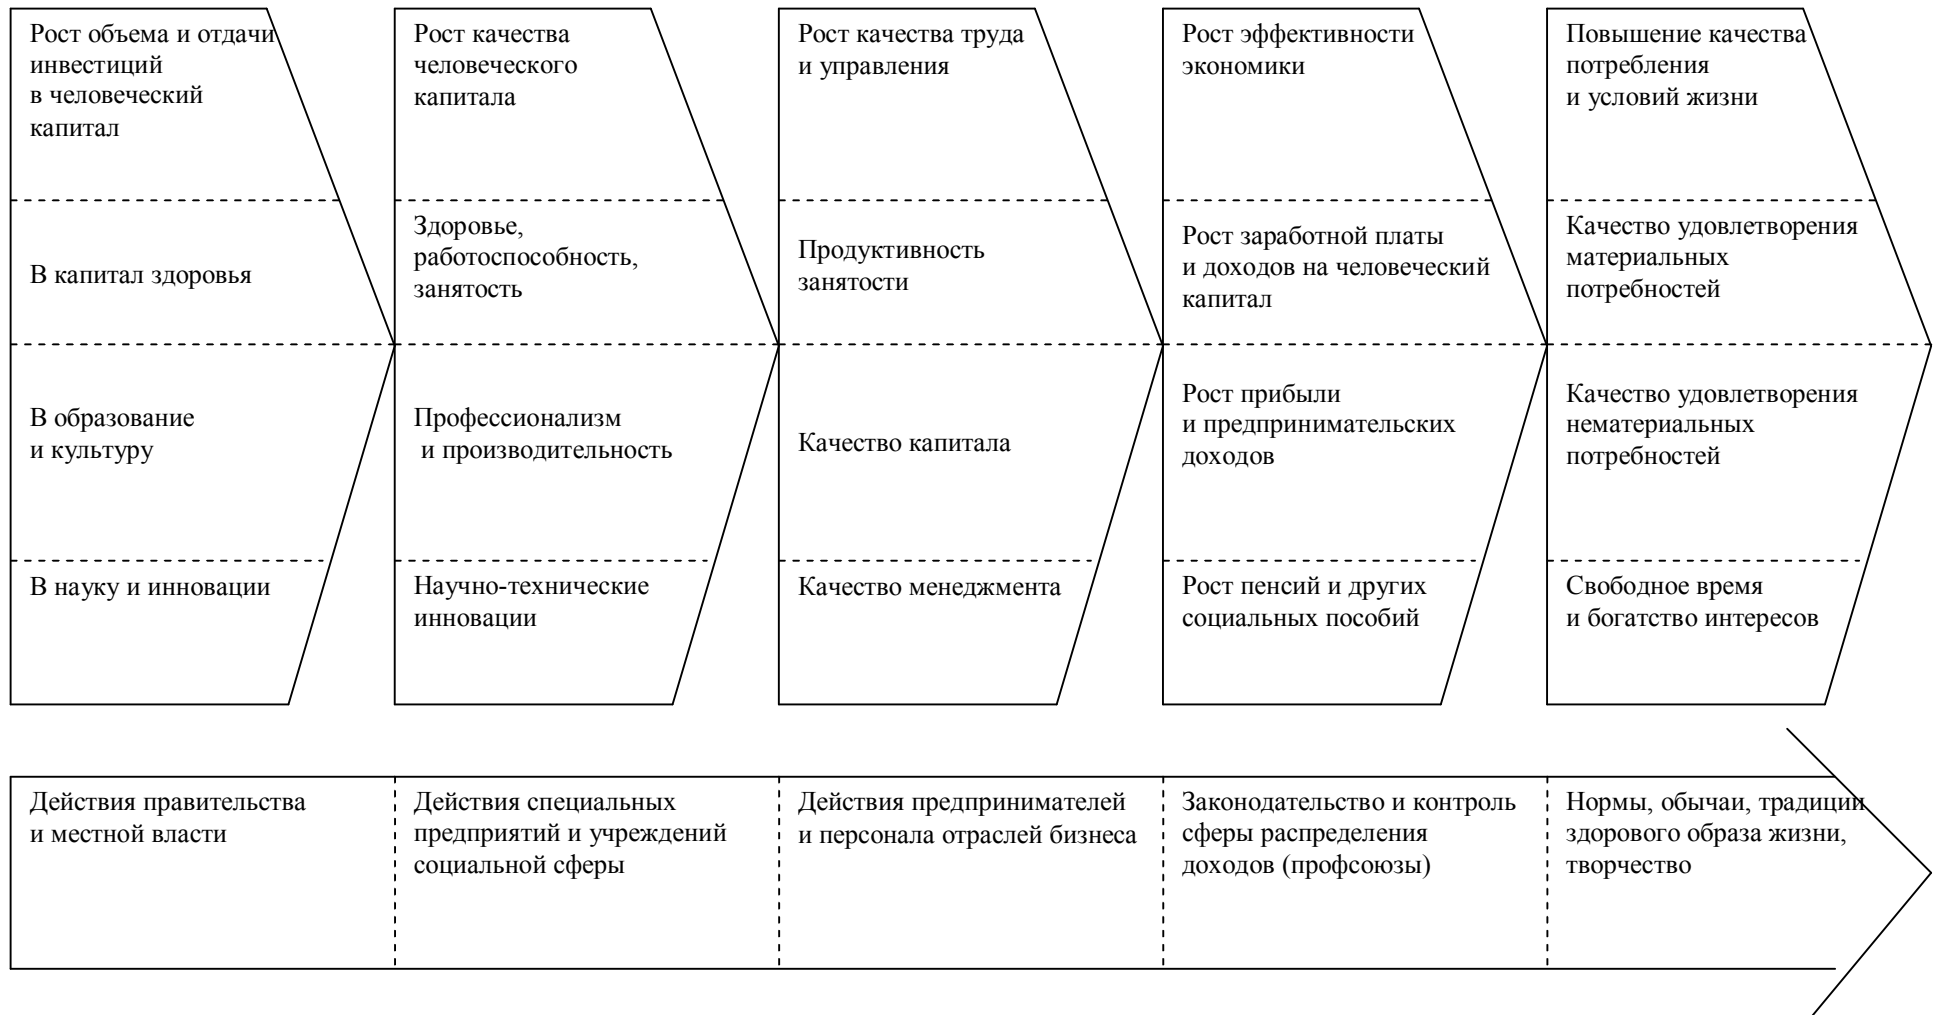 Рост объема и отдачи
инвестиций
в человеческий
капитал
В капитал здоровья
В образование
и культуру
В науку и инновации
Рост качества
человеческого
капитала
Здоровье,
работоспособность,
занятость
Профессионализм
и производительность
Научно-технические
инновации
Рост качества труда
и управления
Продуктивность
занятости
Качество капитала
Качество менеджмента
Рост эффективности
экономики
Рост заработной платы
и доходов на человеческий
капитал
Рост прибыли
и предпринимательских
доходов
Рост пенсий и других
социальных пособий
Повышение качества
потребления
и условий жизни
Качество удовлетворения
материальных
потребностей
Качество удовлетворения
нематериальных
потребностей
Свободное время
и богатство интересов
Действия правительства
и местной власти
Действия специальных
предприятий и учреждений
социальной сферы
Действия предпринимателей
и персонала отраслей бизнеса
Законодательство и контроль
сферы распределения
доходов (профсоюзы)
Нормы, обычаи, традиции
здорового образа жизни,
творчество